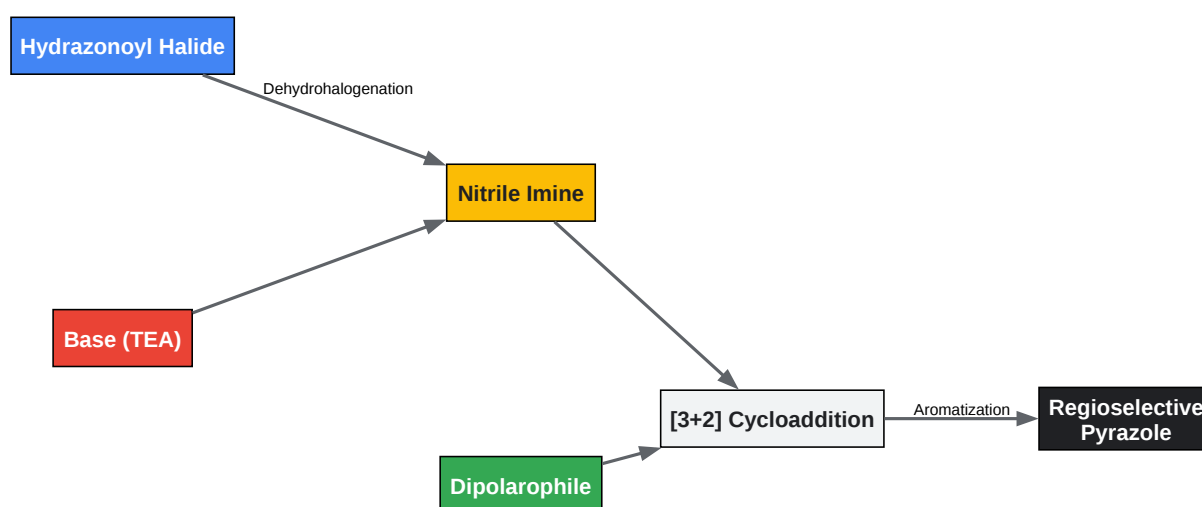 Hydrazonoyl Halide
Dehydrohalogenation
Nitrile Imine
Base (TEA)
[3+2] Cycloaddition
Aromatization
Regioselective
Pyrazole
Dipolarophile